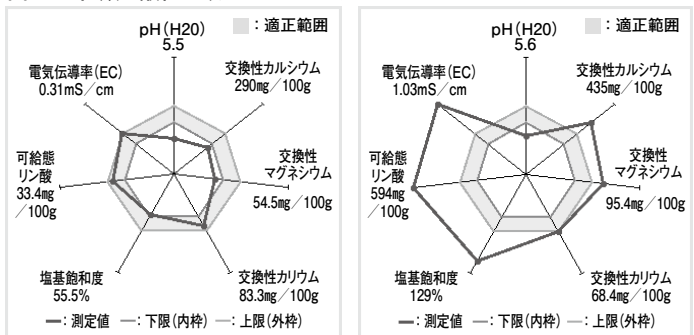 pH(H20)
5.5
■：適正範囲
電気伝導率(EC)
0.31mS／cm
交換性カルシウム
290mg／100g
可給態
リン酸
33.4mg
／100g
交換性
マグネシウム
54.5mg／100g
塩基飽和度
55.5%
交換性カリウム
83.3mg／100g
―：測定値 ―：下限(内枠) ―：上限(外枠)
pH(H20)
5.6
■：適正範囲
電気伝導率(EC)
1.03mS／cm
交換性カルシウム
435mg／100g
可給態
リン酸
594mg
／100g
交換性
マグネシウム
95.4mg／100g
塩基飽和度
129%
交換性カリウム
68.4mg／100g
―：測定値 ―：下限(内枠) ―：上限(外枠)